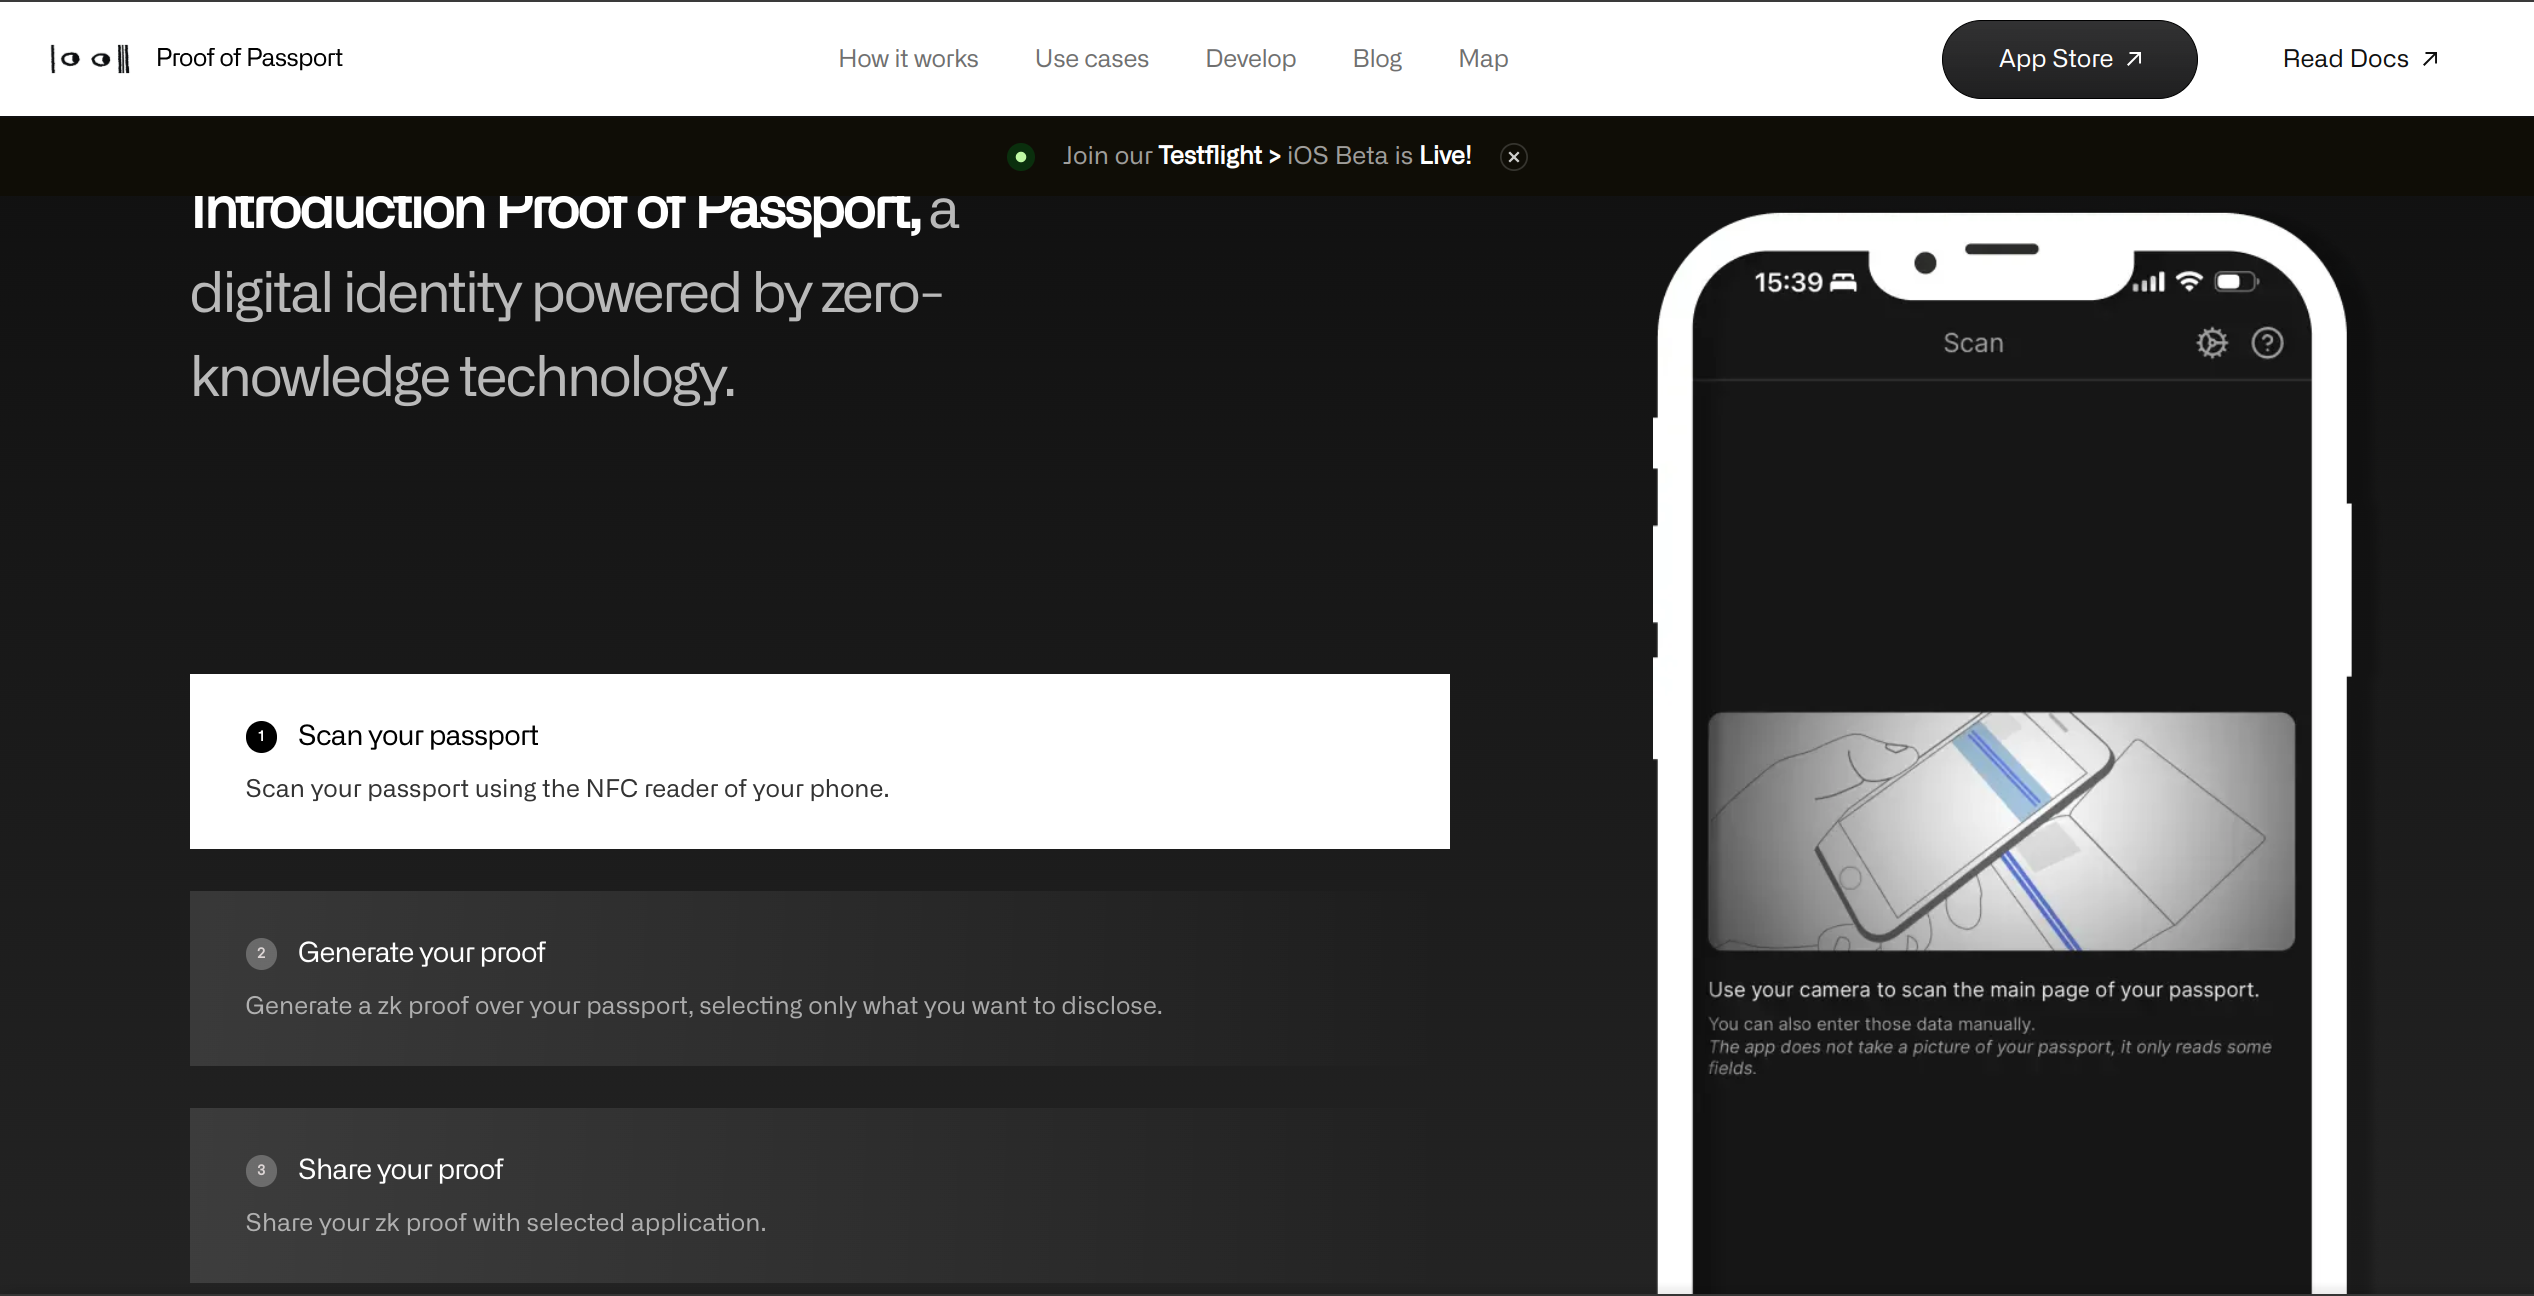 Proof of Passport
How it works
Use cases
Develop
Blog
Map
App Store ↗
Read Docs ↗
Join our Testflight > iOS Beta is Live!
Introduction Proof of Passport, a
digital identity powered by zero-
knowledge technology.
1 Scan your passport
Scan your passport using the NFC reader of your phone.
2 Generate your proof
Generate a zk proof over your passport, selecting only what you want to disclose.
3 Share your proof
Share your zk proof with selected application.
15:39
Scan
Use your camera to scan the main page of your passport.
You can also enter those data manually.
The app does not take a picture of your passport, it only reads some
fields.